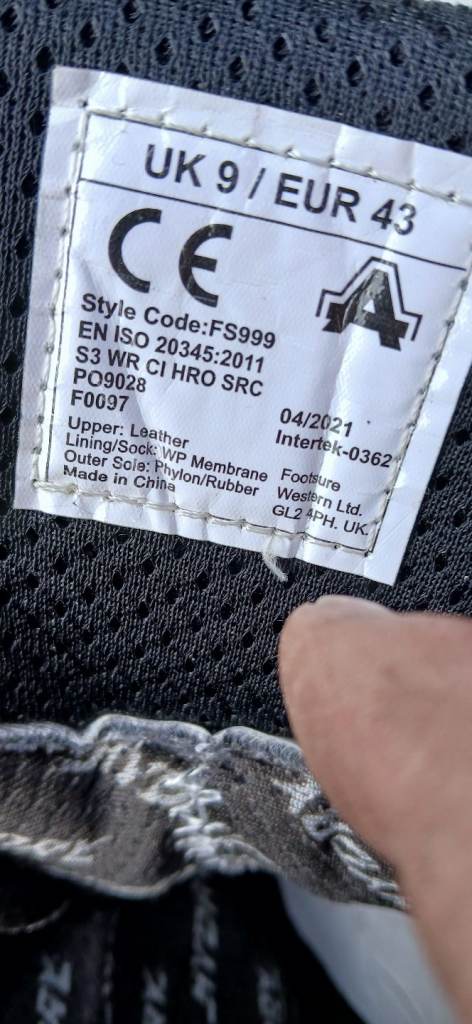 UK 9 / EUR 43
CE
A
Style Code:FS999
EN ISO 20345:2011
S3 WR CI HRO SRC
PO9028
F0097
04/2021
Intertek-0362
Upper: Leather
Lining/Sock: WP Membrane
Outer Sole: Phylon/Rubber
Made in China
Footsure
Western Ltd.
GL2 4PH. UK.